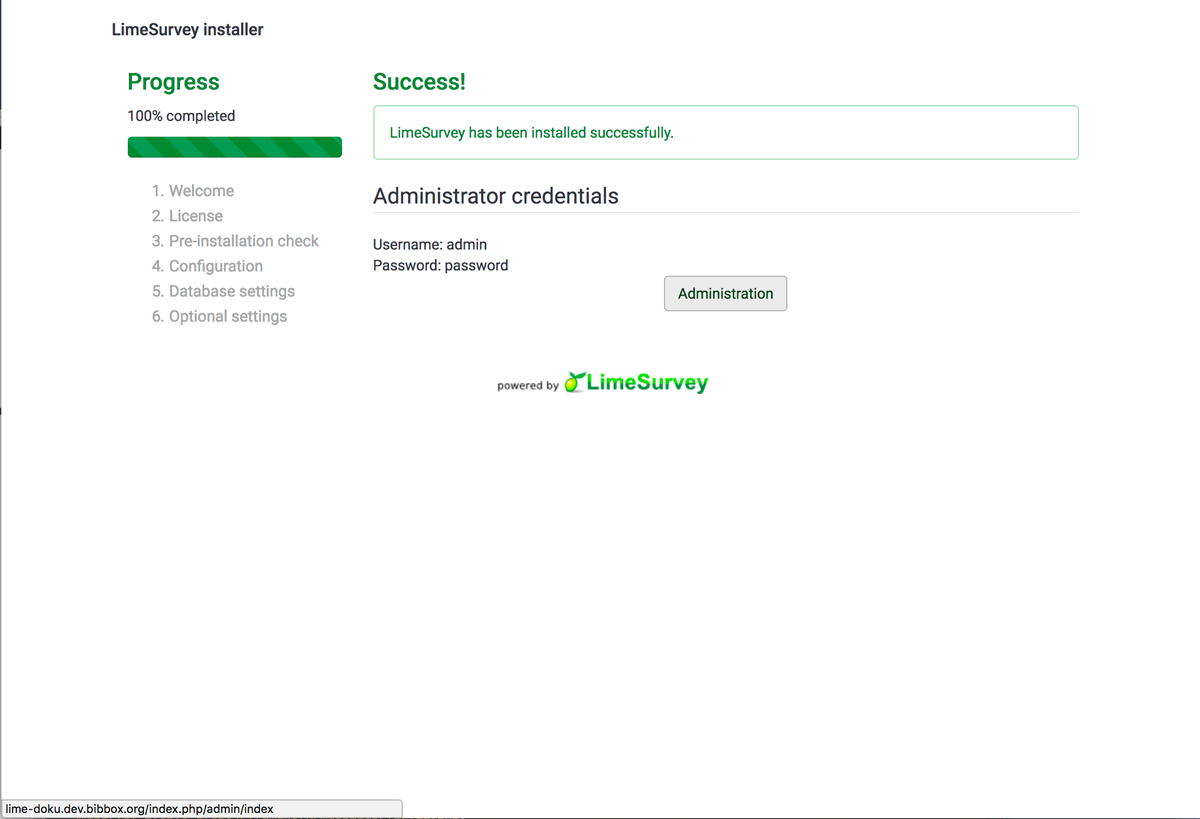 LimeSurvey installer
Progress
100% completed
1. Welcome
2. License
3. Pre-installation check
4. Configuration
5. Database settings
6. Optional settings
Success!
LimeSurvey has been installed successfully.
Administrator credentials
Username: admin
Password: password
Administration
powered by LimeSurvey
lime-doku.dev.bibbox.org/index.php/admin/index